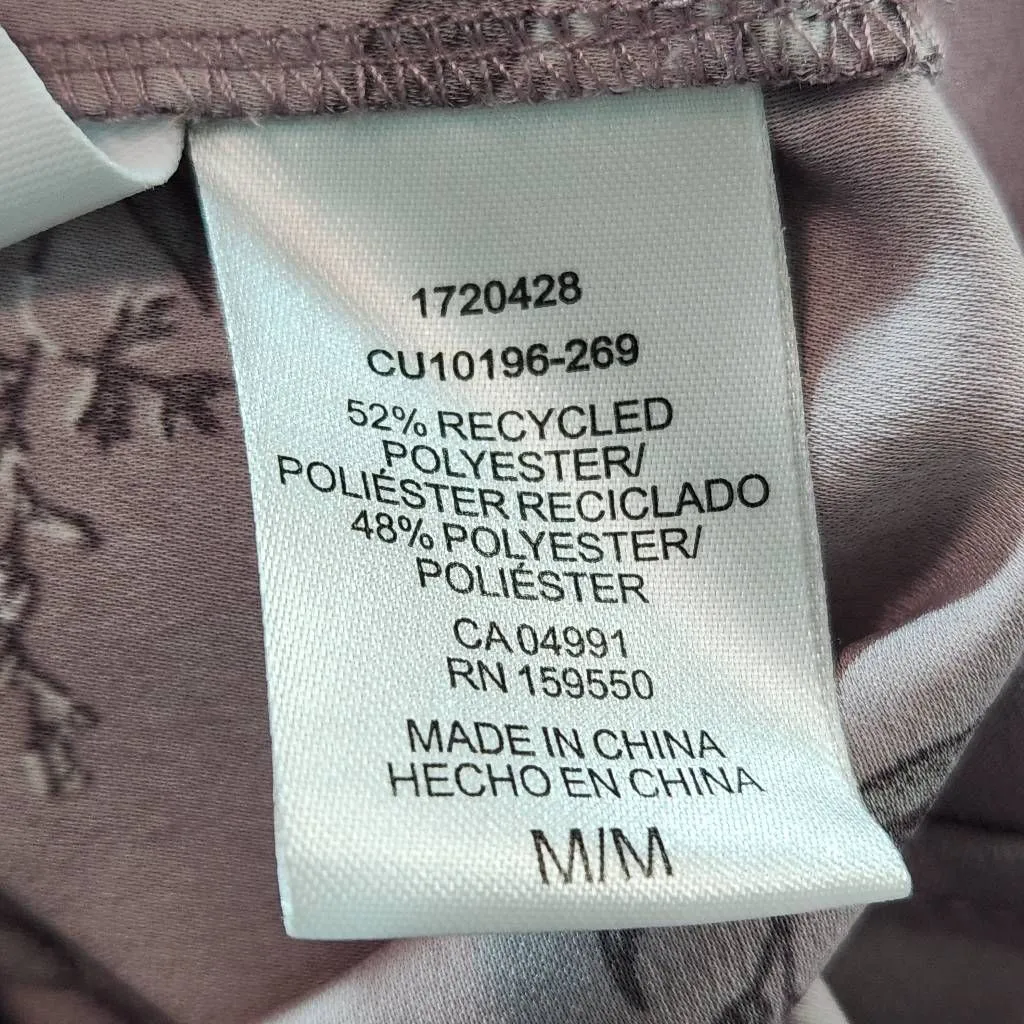 1720428
CU10196-269
52% RECYCLED
POLYESTER/
POLIÉSTER RECICLADO
48% POLYESTER/
POLIÉSTER
CA 04991
RN 159550
MADE IN CHINA
HECHO EN CHINA
M/M